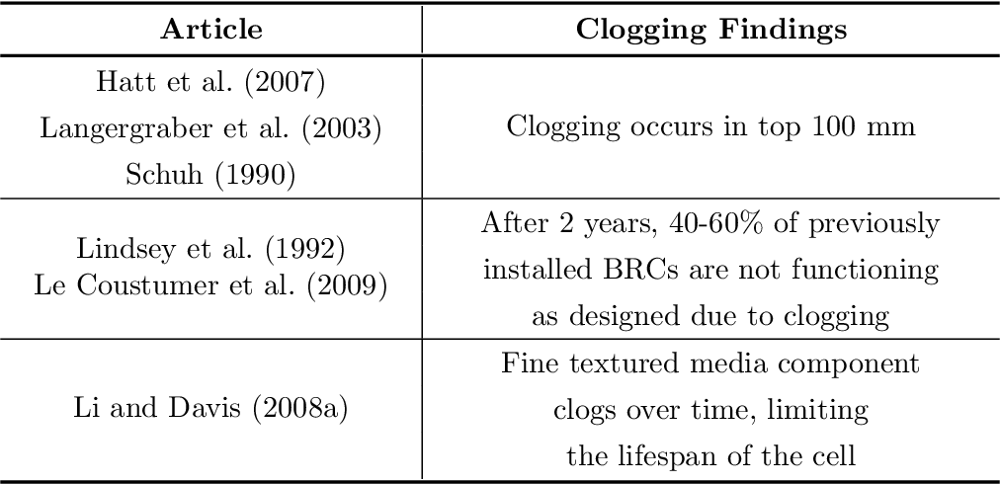 Article
Clogging Findings
Hatt et al. (2007)
Langergraber et al. (2003)
Schuh (1990)
Clogging occurs in top 100 mm
Lindsey et al. (1992)
Le Coustumer et al. (2009)
After 2 years, 40-60% of previously
installed BRCs are not functioning
as designed due to clogging
Li and Davis (2008a)
Fine textured media component
clogs over time, limiting
the lifespan of the cell